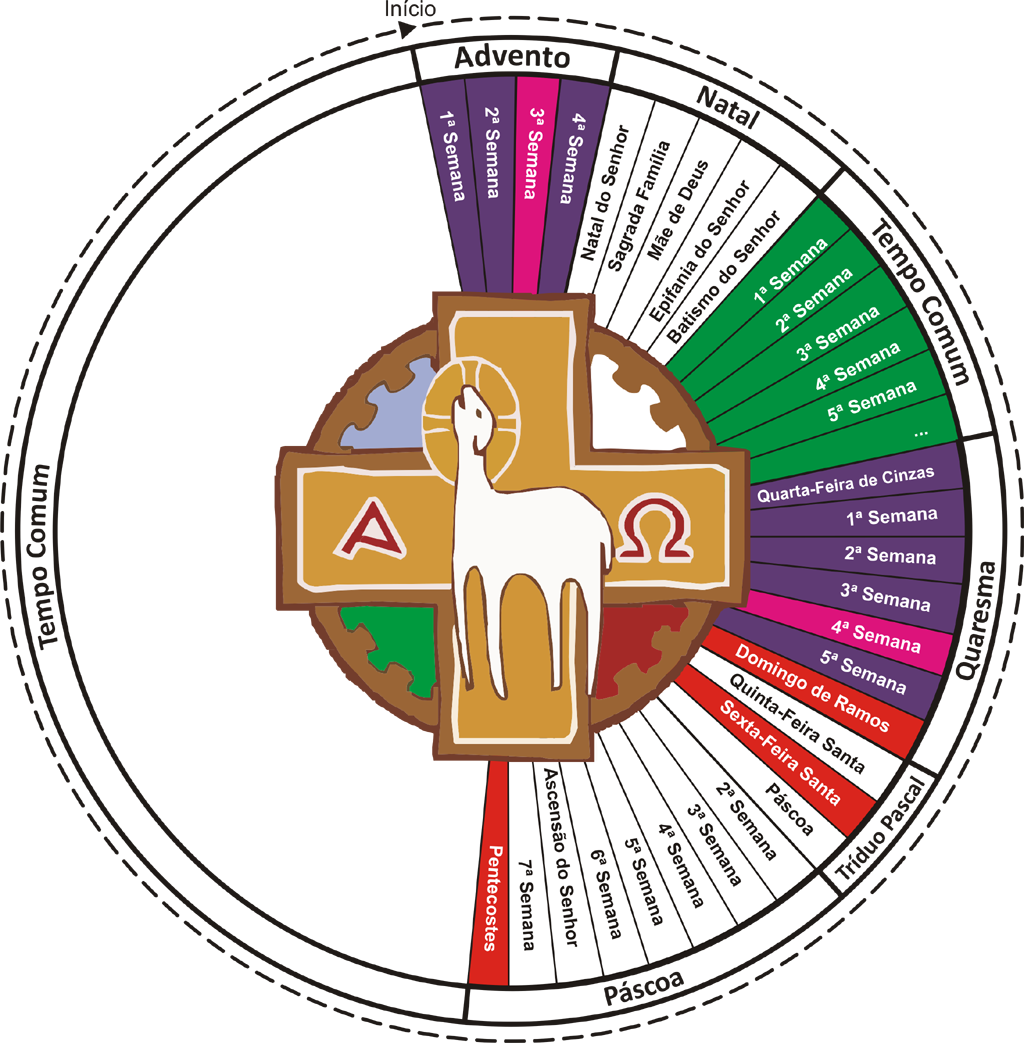 Início
Advento
1ª Semana
2ª Semana
3ª Semana
4ª Semana
Natal
Natal do Senhor
Sagrada Família
Mãe de Deus
Epifania do Senhor
Batismo do Senhor
Tempo Comum
1ª Semana
2ª Semana
3ª Semana
4ª Semana
5ª Semana
...
Quaresma
Quarta-Feira de Cinzas
1ª Semana
2ª Semana
3ª Semana
4ª Semana
5ª Semana
Domingo de Ramos
Tríduo Pascal
Quinta-Feira Santa
Sexta-Feira Santa
Páscoa
Páscoa
2ª Semana
3ª Semana
4ª Semana
5ª Semana
6ª Semana
Ascensão do Senhor
7ª Semana
Pentecostes
Tempo Comum
Α Ω